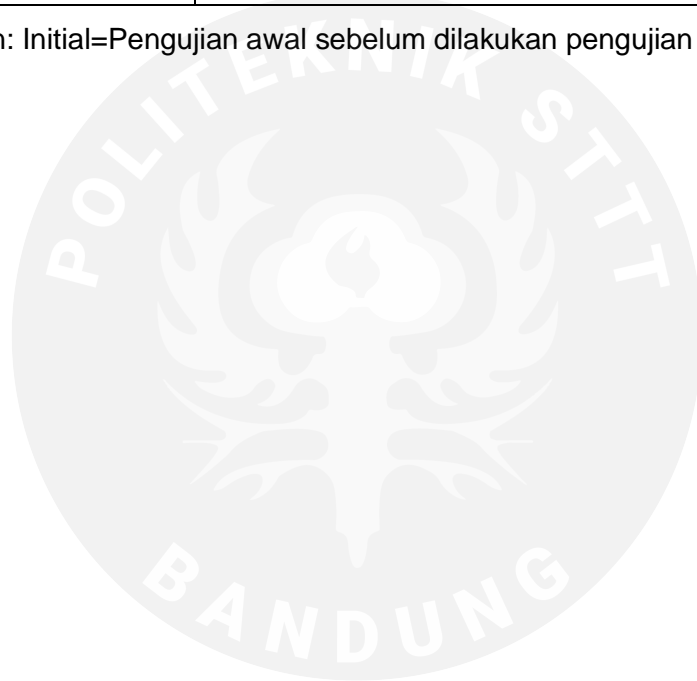 n: Initial=Pengujian awal sebelum dilakukan pengujian
POLITEKNIK STTT
BANDUNG